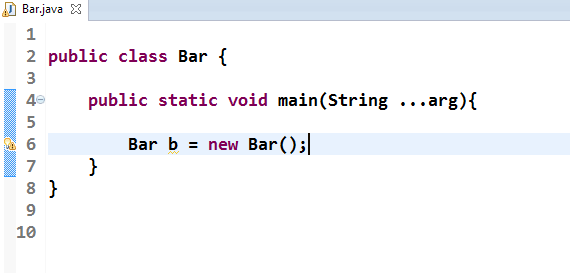 Bar.java
1
2 public class Bar {
3
4 public static void main(String ...arg){
5
6 Bar b = new Bar();
7 }
8 }
9
10